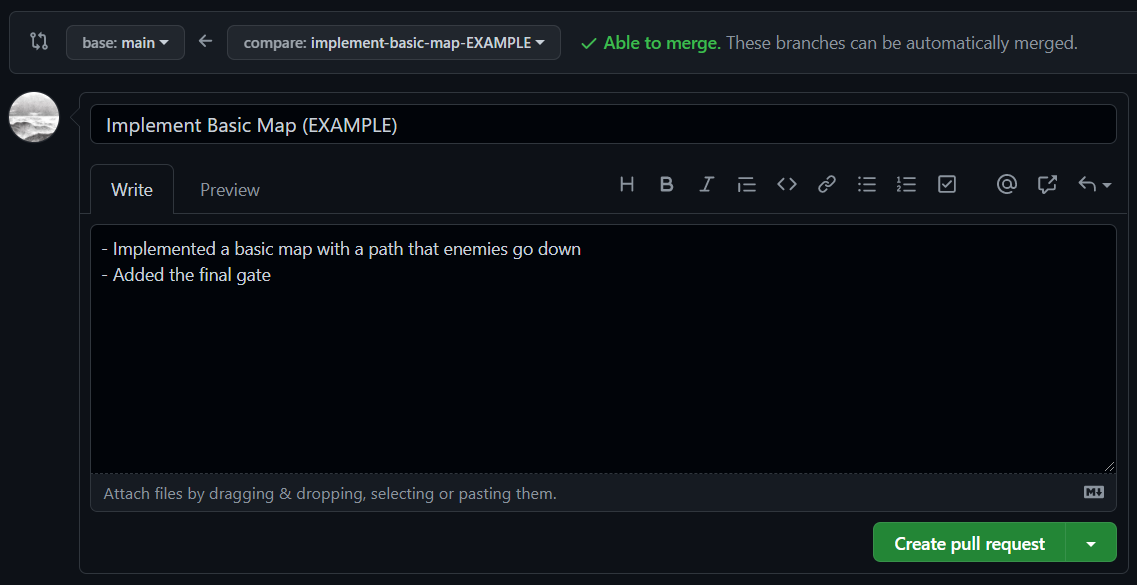 base: main compare: implement-basic-map-EXAMPLE Able to merge. These branches can be automatically merged.
Implement Basic Map (EXAMPLE)
Write Preview
- Implemented a basic map with a path that enemies go down
- Added the final gate
Attach files by dragging & dropping, selecting or pasting them.
Create pull request